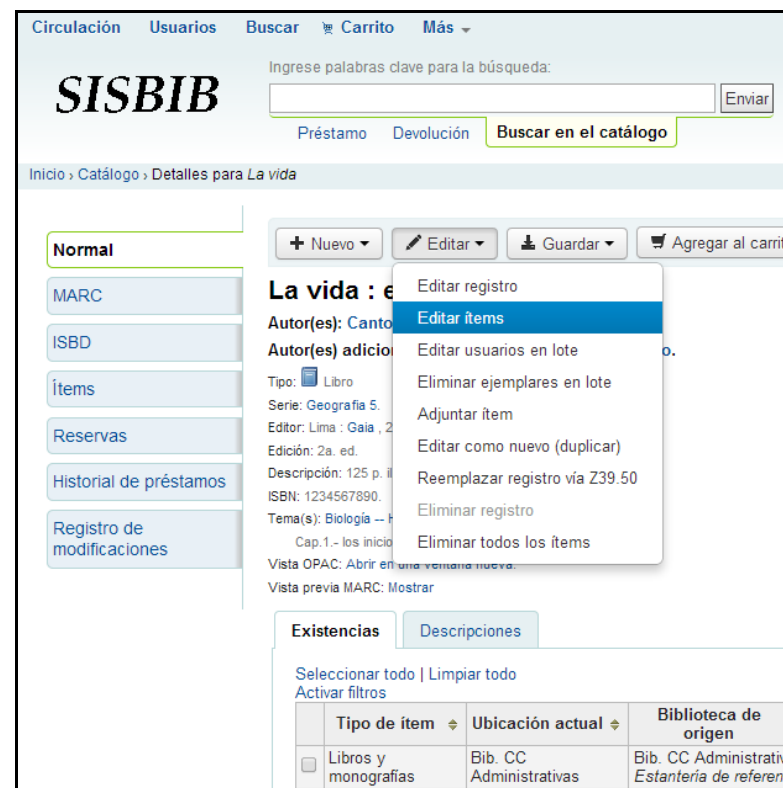 Circulación Usuarios Buscar Carrito Más
Ingrese palabras clave para la búsqueda:
SISBIB
Enviar
Préstamo Devolución Buscar en el catálogo
Inicio › Catálogo › Detalles para La vida
Normal
MARC
ISBD
Ítems
Reservas
Historial de préstamos
Registro de
modificaciones
Nuevo Editar Guardar Agregar al carrit
Editar registro
Editar ítems
Editar usuarios en lote
Eliminar ejemplares en lote
Adjuntar ítem
Editar como nuevo (duplicar)
Reemplazar registro vía Z39.50
Eliminar registro
Eliminar todos los ítems
La vida : e
Autor(es): Canto
Autor(es) adicio o.
Tipo: Libro
Serie: Geografia 5.
Editor: Lima : Gaia , 2
Edición: 2a. ed.
Descripción: 125 p. il
ISBN: 1234567890.
Tema(s): Biología -- H
Cap.1.- los inicio
Vista OPAC: Abrir en una ventana nueva.
Vista previa MARC: Mostrar
Existencias Descripciones
Seleccionar todo | Limpiar todo
Activar filtros
Tipo de ítem Ubicación actual Biblioteca de
origen
Libros y Bib. CC Bib. CC Administrativ
monografías Administrativas Estantería de referen